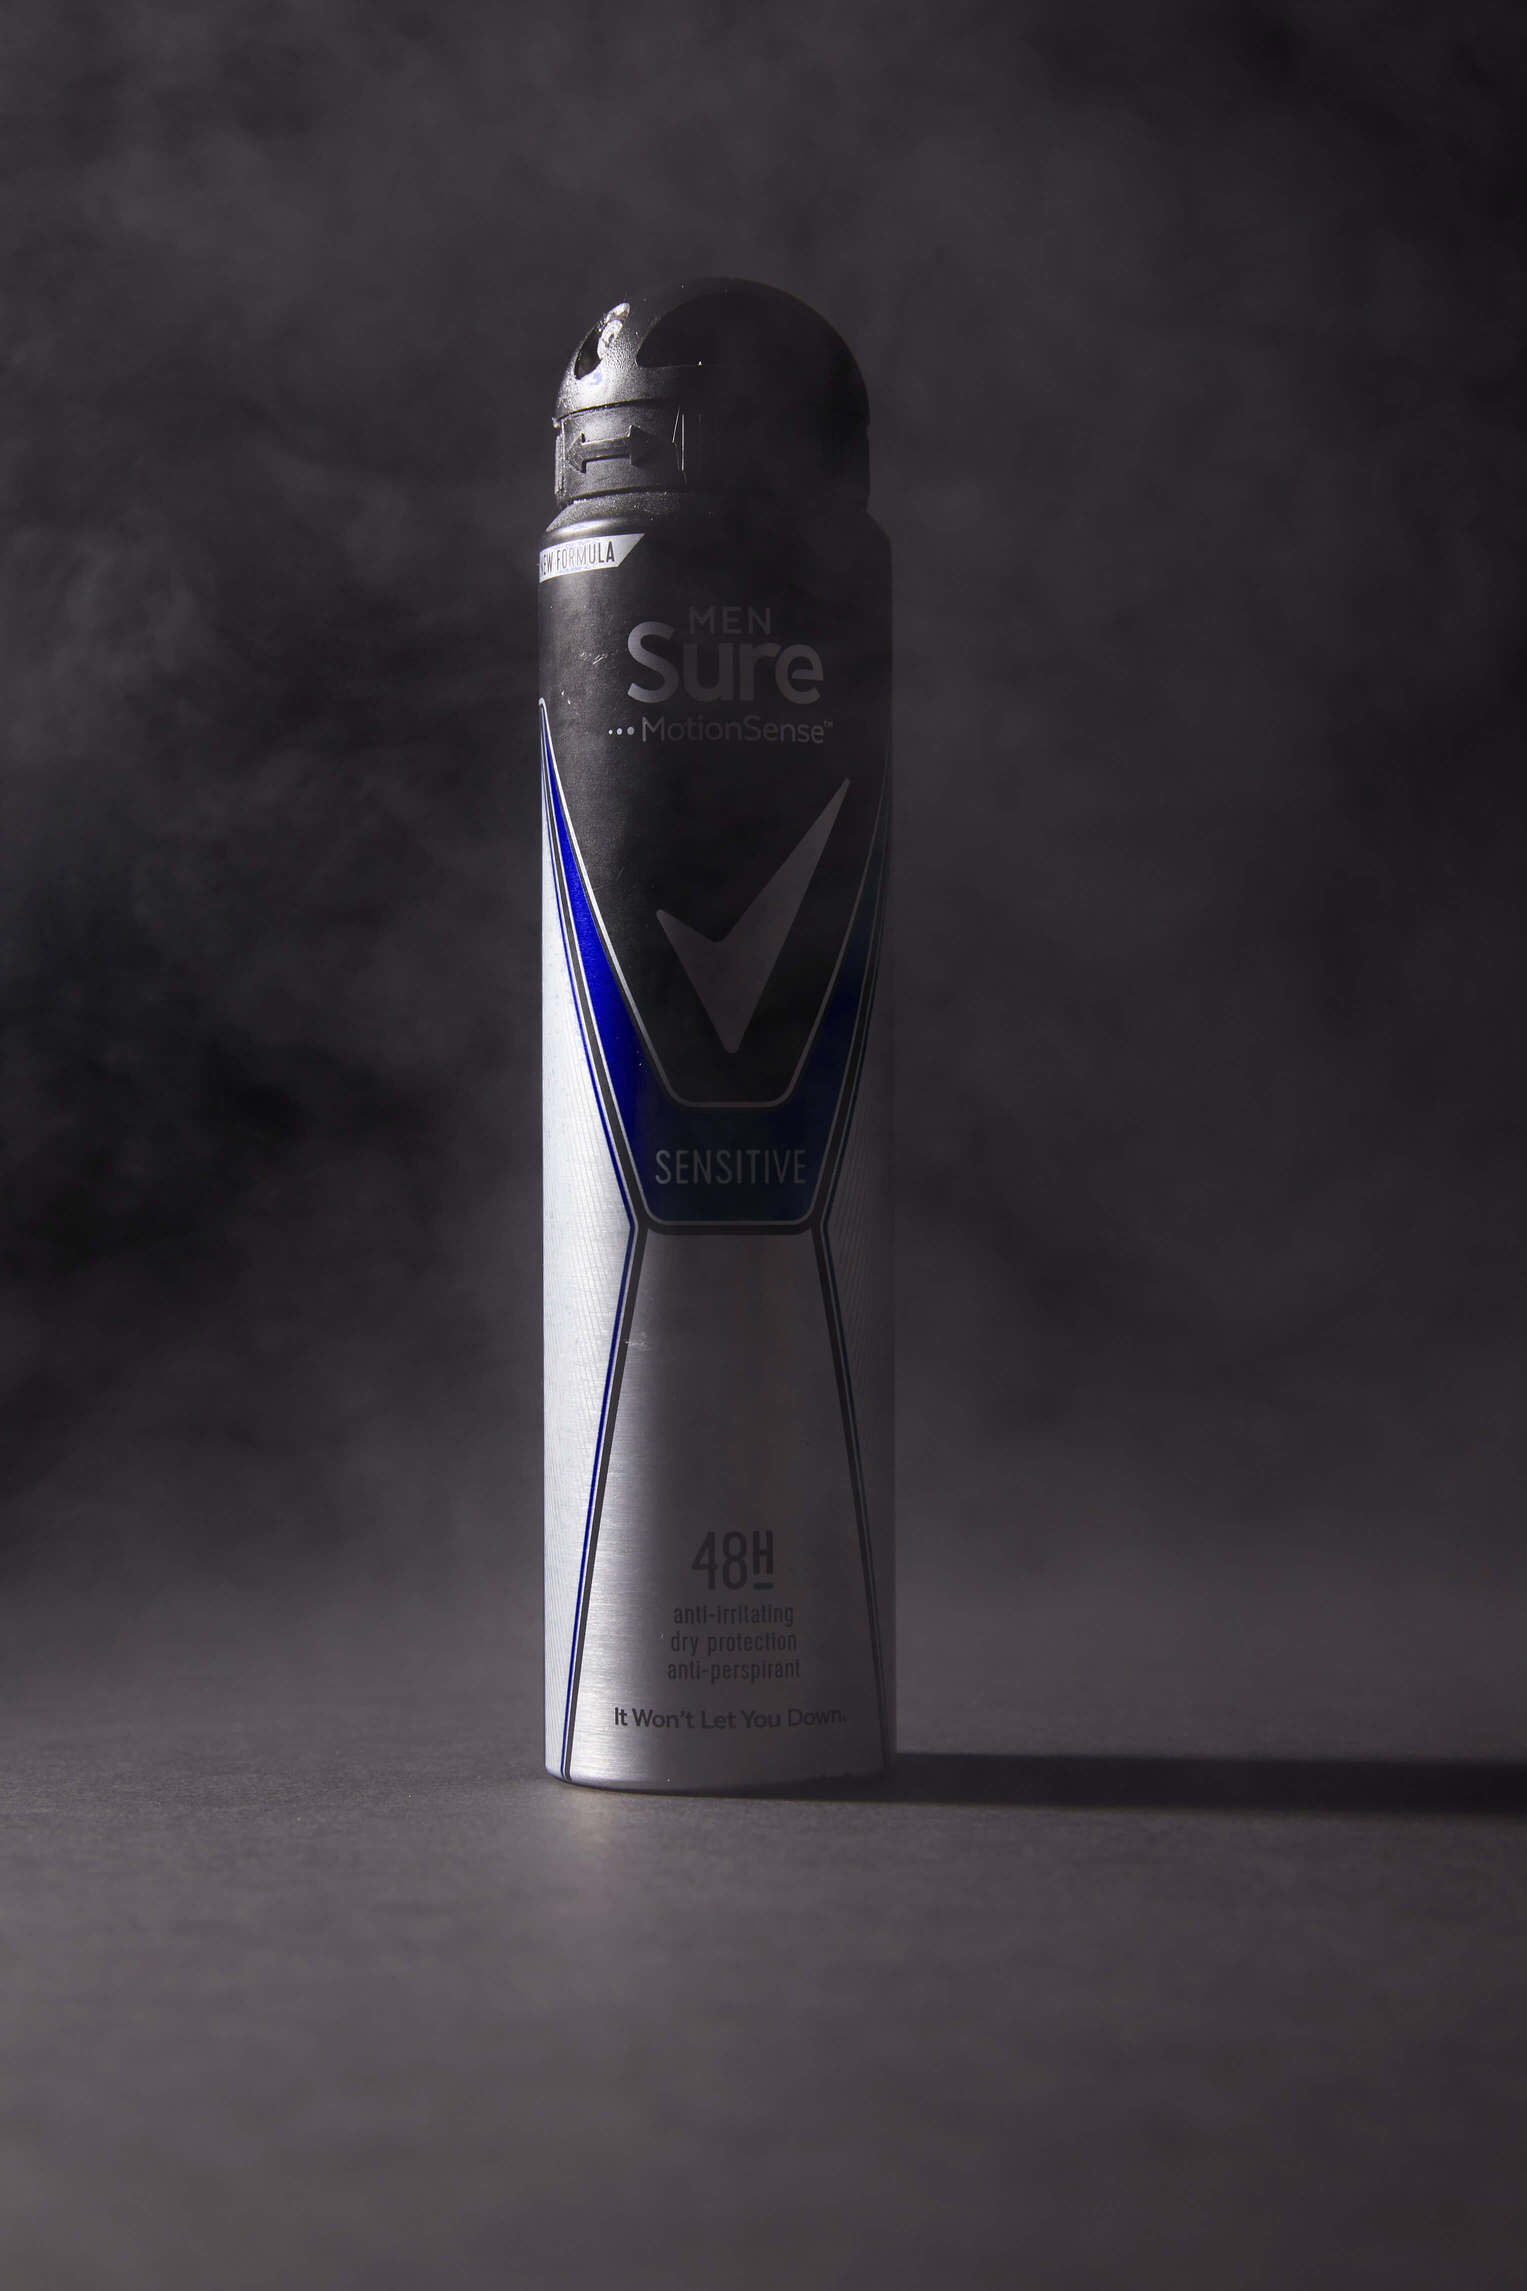 NEW FORMULA
MEN
Sure
MotionSense™
SENSITIVE
48H
anti-irritating
dry protection
anti-perspirant
It Won't Let You Down.